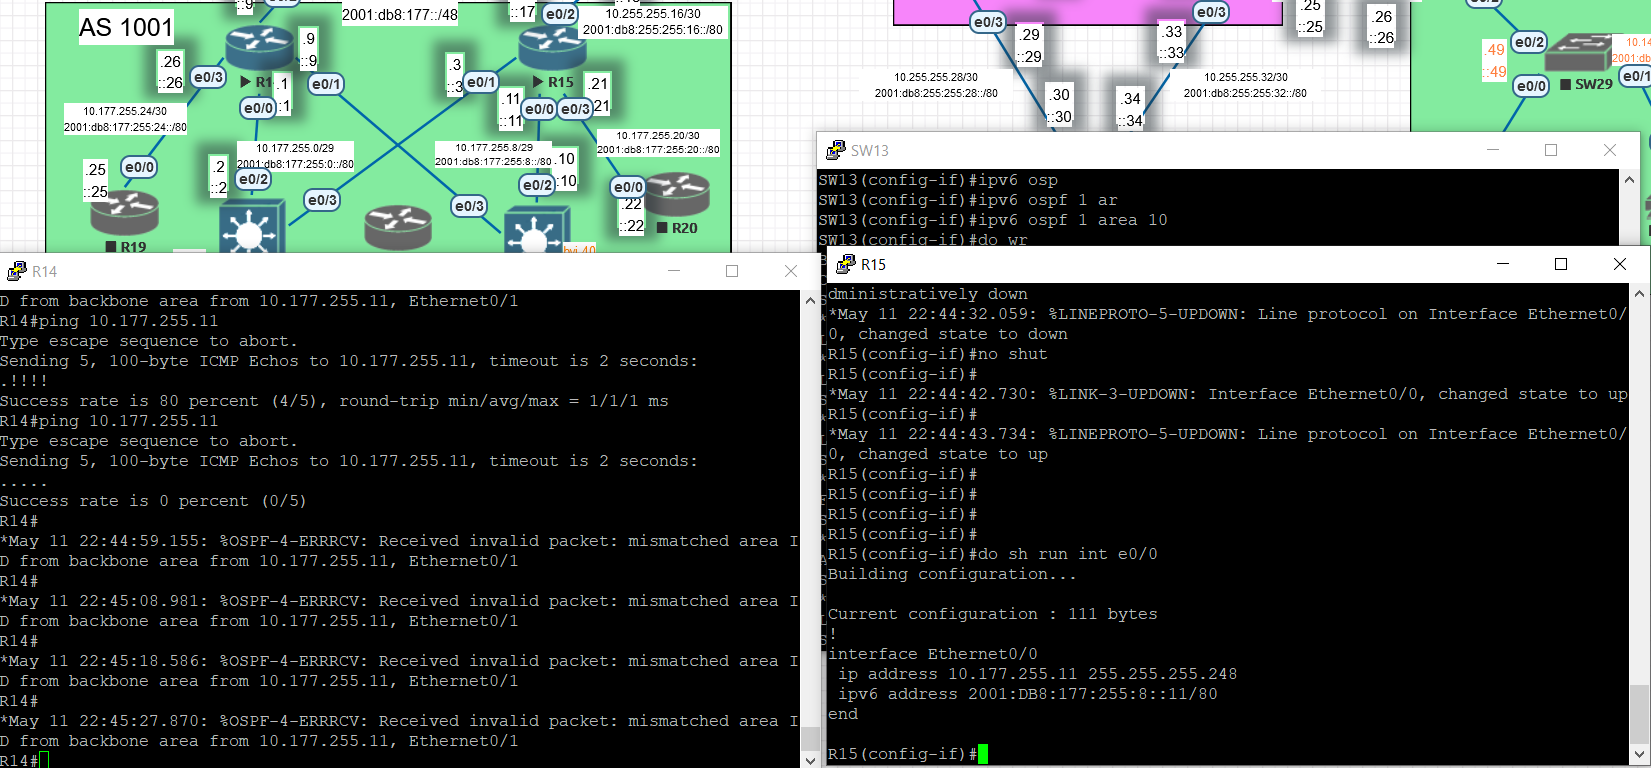 AS 1001
::9
2001:db8:177::/48
::17
e0/2
10.255.255.16/30
2001:db8:255:255:16::/80
.9
::9
.26
::26
e0/3
R1
.1
::1
e0/0
e0/1
.3
::3
e0/1
R15
.21
.11
::11
e0/0
e0/3
21
10.177.255.24/30
2001:db8:177:255:24::/80
10.177.255.0/29
2001:db8:177:255:0::/80
10.177.255.8/29
2001:db8:177:255:8::/80
10.177.255.20/30
2001:db8:177:255:20::/80
.25
::25
e0/0
.2
::2
e0/2
e0/3
e0/3
e0/2
.10
:10
e0/0
.22
::22
R19
R20
bvi 40
e0/3
.29
::29
.33
::33
e0/3
.25
::25
.26
::26
10.255.255.28/30
2001:db8:255:255:28::/80
10.255.255.32/30
2001:db8:255:255:32::/80
.30
::30
.34
::34
e0/2
.49
::49
e0/2
10.14
2001:db
e0/0
e0/1
SW29
SW13
SW13(config-if)#ipv6 osp
SW13(config-if)#ipv6 ospf 1 ar
SW13(config-if)#ipv6 ospf 1 area 10
SW13(config-if)#do wr
R14
D from backbone area from 10.177.255.11, Ethernet0/1
R14#ping 10.177.255.11
Type escape sequence to abort.
Sending 5, 100-byte ICMP Echos to 10.177.255.11, timeout is 2 seconds:
.!!!!
Success rate is 80 percent (4/5), round-trip min/avg/max = 1/1/1 ms
R14#ping 10.177.255.11
Type escape sequence to abort.
Sending 5, 100-byte ICMP Echos to 10.177.255.11, timeout is 2 seconds:
.....
Success rate is 0 percent (0/5)
R14#
*May 11 22:44:59.155: %OSPF-4-ERRRCV: Received invalid packet: mismatched area I
D from backbone area from 10.177.255.11, Ethernet0/1
R14#
*May 11 22:45:08.981: %OSPF-4-ERRRCV: Received invalid packet: mismatched area I
D from backbone area from 10.177.255.11, Ethernet0/1
R14#
*May 11 22:45:18.586: %OSPF-4-ERRRCV: Received invalid packet: mismatched area I
D from backbone area from 10.177.255.11, Ethernet0/1
R14#
*May 11 22:45:27.870: %OSPF-4-ERRRCV: Received invalid packet: mismatched area I
D from backbone area from 10.177.255.11, Ethernet0/1
R14#
R15
dministratively down
*May 11 22:44:32.059: %LINEPROTO-5-UPDOWN: Line protocol on Interface Ethernet0/
0, changed state to down
R15(config-if)#no shut
R15(config-if)#
*May 11 22:44:42.730: %LINK-3-UPDOWN: Interface Ethernet0/0, changed state to up
R15(config-if)#
*May 11 22:44:43.734: %LINEPROTO-5-UPDOWN: Line protocol on Interface Ethernet0/
0, changed state to up
R15(config-if)#
R15(config-if)#
R15(config-if)#
R15(config-if)#
R15(config-if)#do sh run int e0/0
Building configuration...
Current configuration : 111 bytes
!
interface Ethernet0/0
ip address 10.177.255.11 255.255.255.248
ipv6 address 2001:DB8:177:255:8::11/80
end
R15(config-if)#